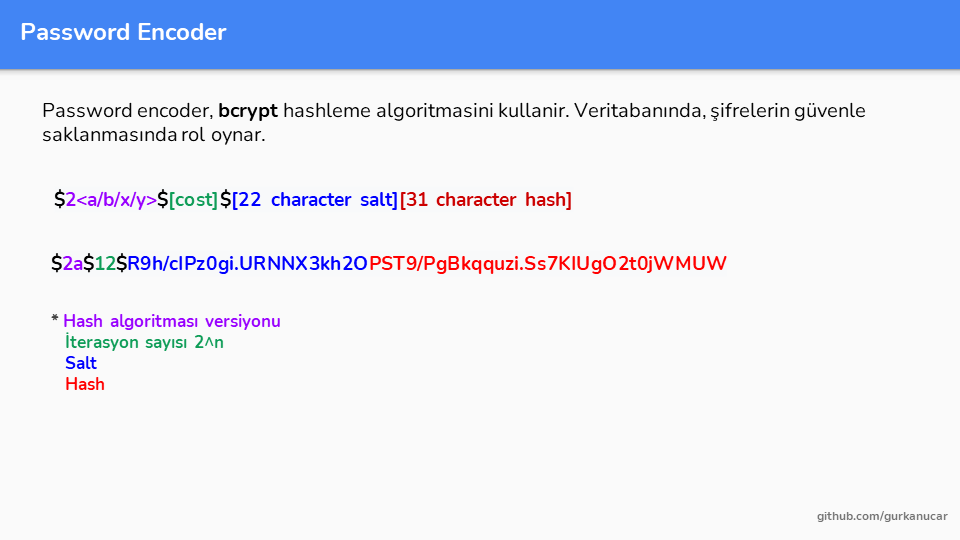 Password Encoder
Password encoder, bcrypt hashleme algoritmasini kullanir. Veritabanında, şifrelerin güvenle
saklanmasında rol oynar.
$2<a/b/x/y>$[cost]$[22 character salt][31 character hash]
$2a$12$R9h/cIPz0gi.URNNX3kh2OPST9/PgBkqquzi.Ss7KIUgO2t0jWMUW
* Hash algoritması versiyonu
İterasyon sayısı 2^n
Salt
Hash
github.com/gurkanucar